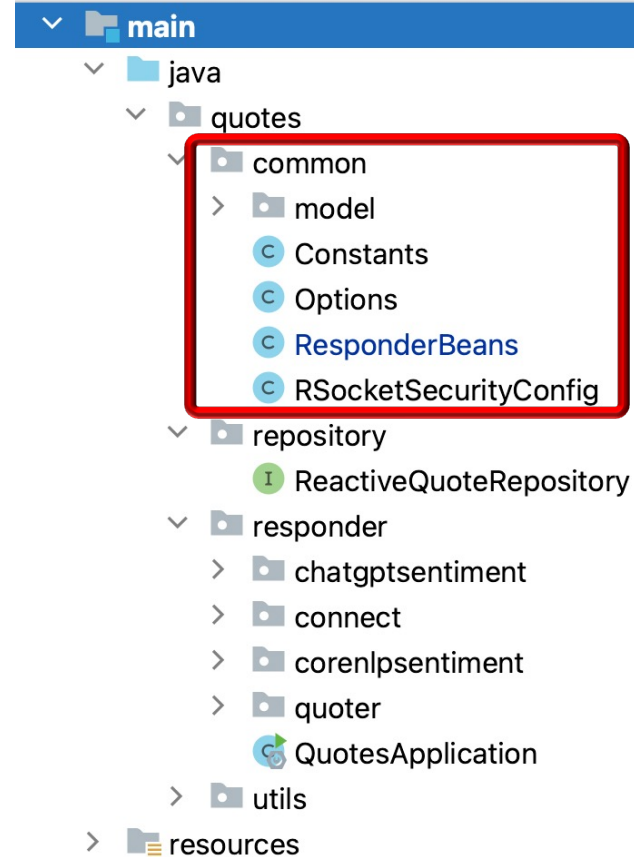 main
java
quotes
common
model
C Constants
C Options
C ResponderBeans
C RSocketSecurityConfig
repository
I ReactiveQuoteRepository
responder
chatgptsentiment
connect
corenlpsentiment
quoter
C QuotesApplication
utils
resources